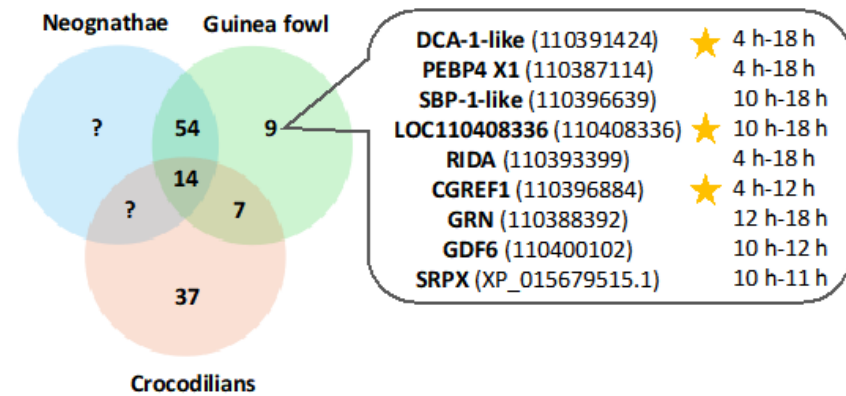 Neognathae Guinea fowl
? 54 9
14
? 7
37
Crocodilians
DCA-1-like (110391424) 4 h-18 h
PEBP4 X1 (110387114) 4 h-18 h
SBP-1-like (110396639) 10 h-18 h
LOC110408336 (110408336) 10 h-18 h
RIDA (110393399) 4 h-18 h
CGREF1 (110396884) 4 h-12 h
GRN (110388392) 12 h-18 h
GDF6 (110400102) 10 h-12 h
SRPX (XP_015679515.1) 10 h-11 h